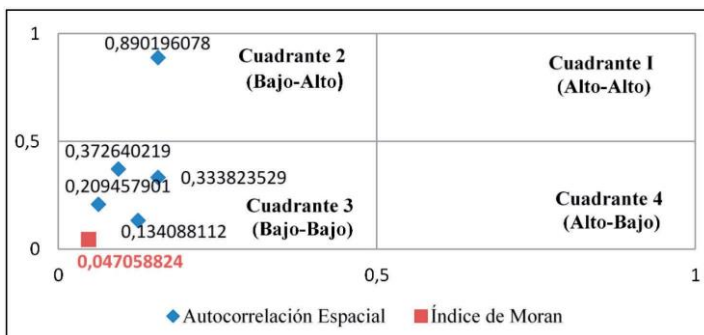 1
0,890196078
Cuadrante 2
(Bajo-Alto)
Cuadrante I
(Alto-Alto)
0,5
0,372640219
0,333823529
0,209457901
Cuadrante 3
(Bajo-Bajo)
Cuadrante 4
(Alto-Bajo)
0,134088112
0
0,047058824
0
0,5
1
Autocorrelación Espacial
Índice de Moran